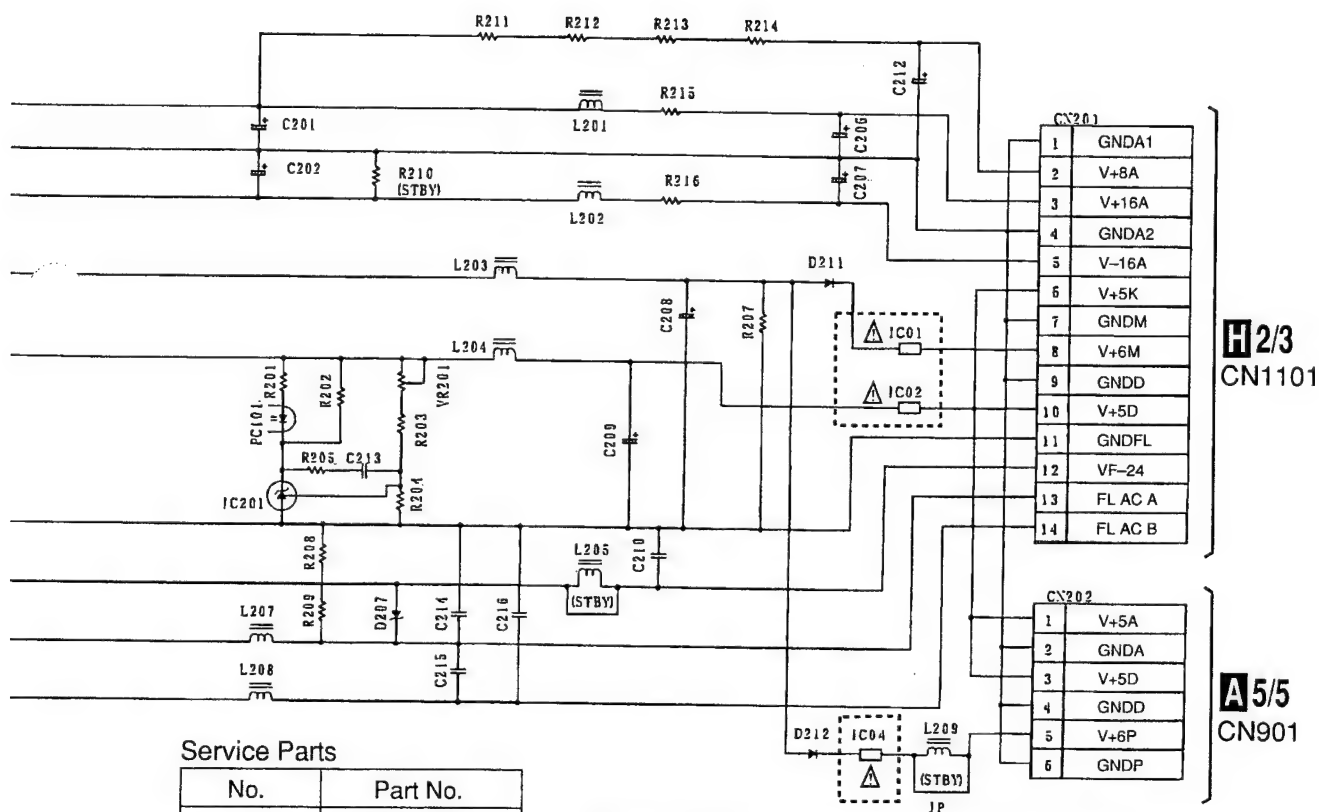 R211 R212 R213 R214
C212
R215
L201
C201
C206
CN201
1 GNDA1
2 V+8A
3 V+16A
4 GNDA2
5 V–16A
6 V+5K
7 GNDM
8 V+6M
9 GNDD
10 V+5D
11 GNDFL
12 VF–24
13 FL AC A
14 FL AC B
H 2/3
CN1101
C202
R210
(STBY)
C207
R216
L202
L203
D211
C208
R207
IC01
L204
IC02
R201
R202
VR201
PC101
R203
C209
R205 C213
R204
IC201
R208
L205
C210
(STBY)
R209
D207
C214
C216
L207
C215
L208
CN202
1 V+5A
2 GNDA
3 V+5D
4 GNDD
5 V+6P
6 GNDP
A 5/5
CN901
D212
IC04
L209
(STBY)
JP
Service Parts
No. Part No.